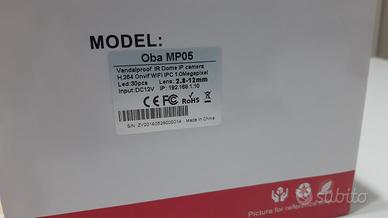 MODEL:
Oba MP05
Vandalproof IR Dome IP camera
H.264 Onvif WiFi IPC 1.0Megapixel
Led:30pcs Lens: 2.8-12mm
Input:DC12V IP: 192.168.1.10
CE FC RoHS
S/N: ZY20160526000014 Made in China
Picture for reference
subito